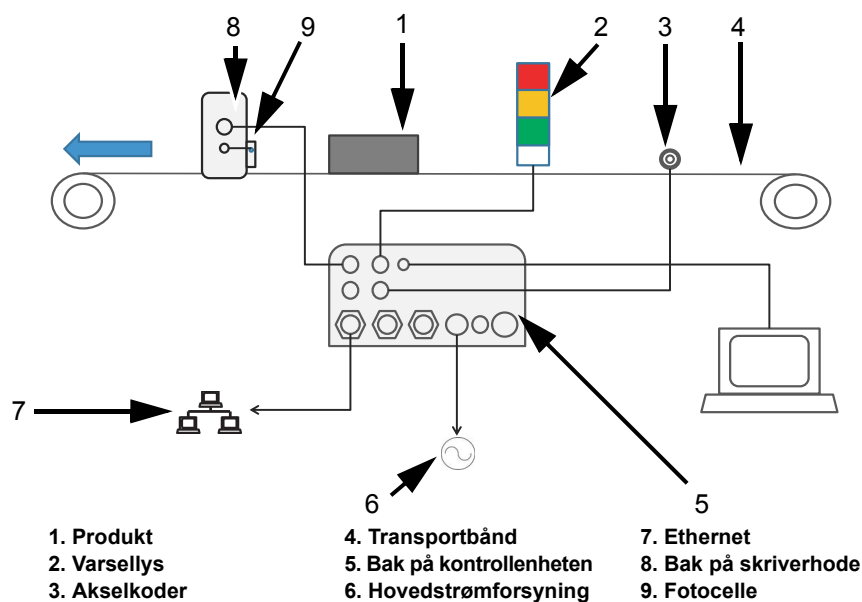 8
9
1
2
3
4
7
6
5
1. Produkt
2. Varsellys
3. Akselkoder
4. Transportbånd
5. Bak på kontrollenheten
6. Hovedstrømforsyning
7. Ethernet
8. Bak på skriverhode
9. Fotocelle